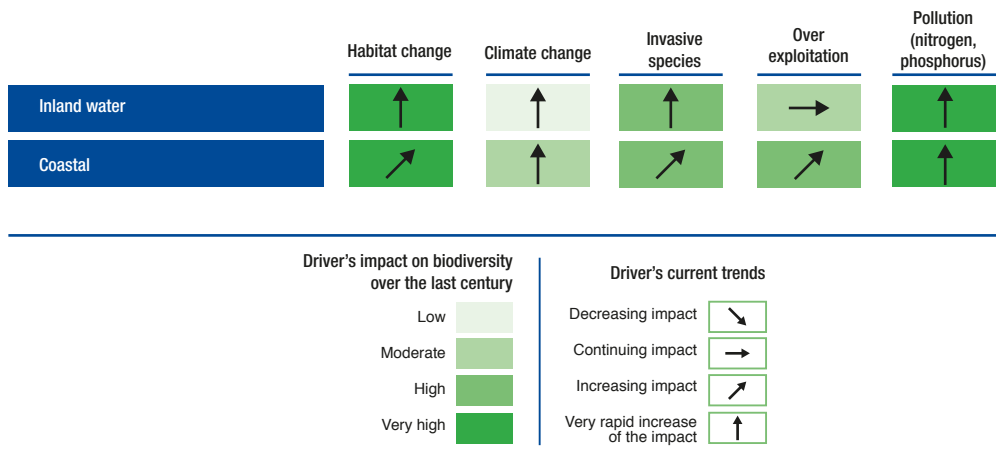 Habitat change
Climate change
Invasive
species
Over
exploitation
Pollution
(nitrogen,
phosphorus)
Inland water
Coastal
Driver's impact on biodiversity
over the last century
Low
Moderate
High
Very high
Driver's current trends
Decreasing impact
Continuing impact
Increasing impact
Very rapid increase
of the impact